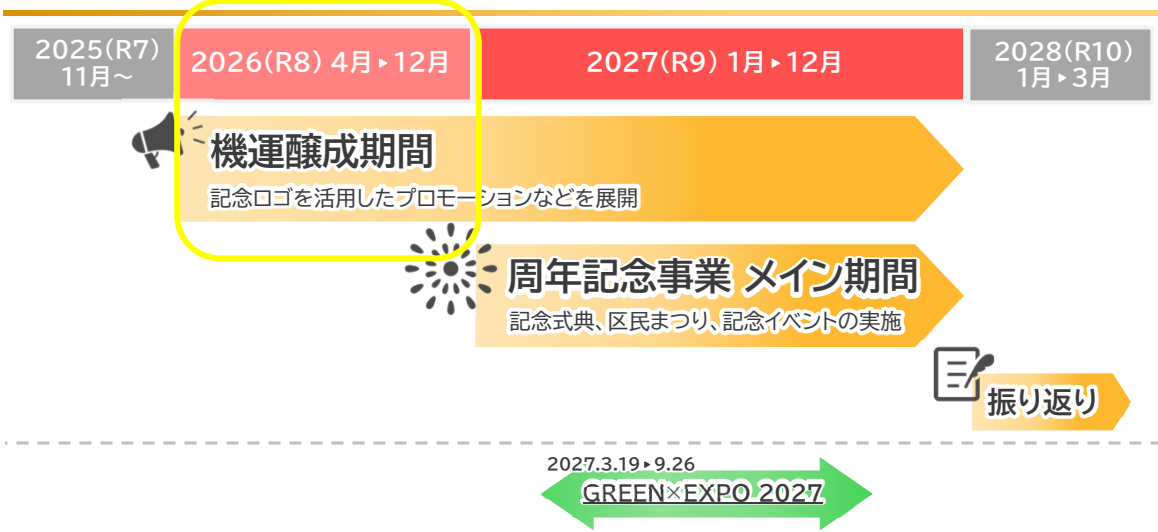 2025(R7)
11月～
2026(R8) 4月▸12月
2027(R9) 1月▸12月
2028(R10)
1月▸3月
機運醸成期間
記念ロゴを活用したプロモーションなどを展開
周年記念事業 メイン期間
記念式典、区民まつり、記念イベントの実施
振り返り
2027.3.19▸9.26
GREEN×EXPO 2027